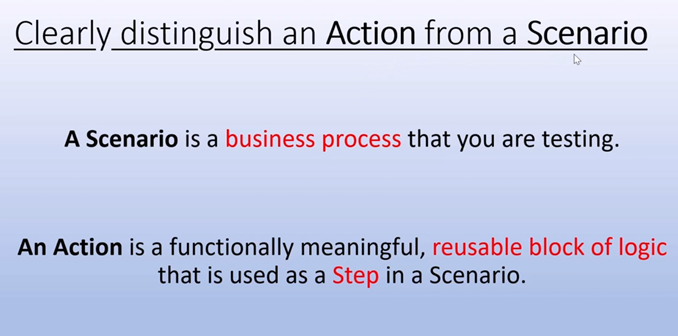 Clearly distinguish an Action from a Scenario
A Scenario is a business process that you are testing.
An Action is a functionally meaningful, reusable block of logic
that is used as a Step in a Scenario.